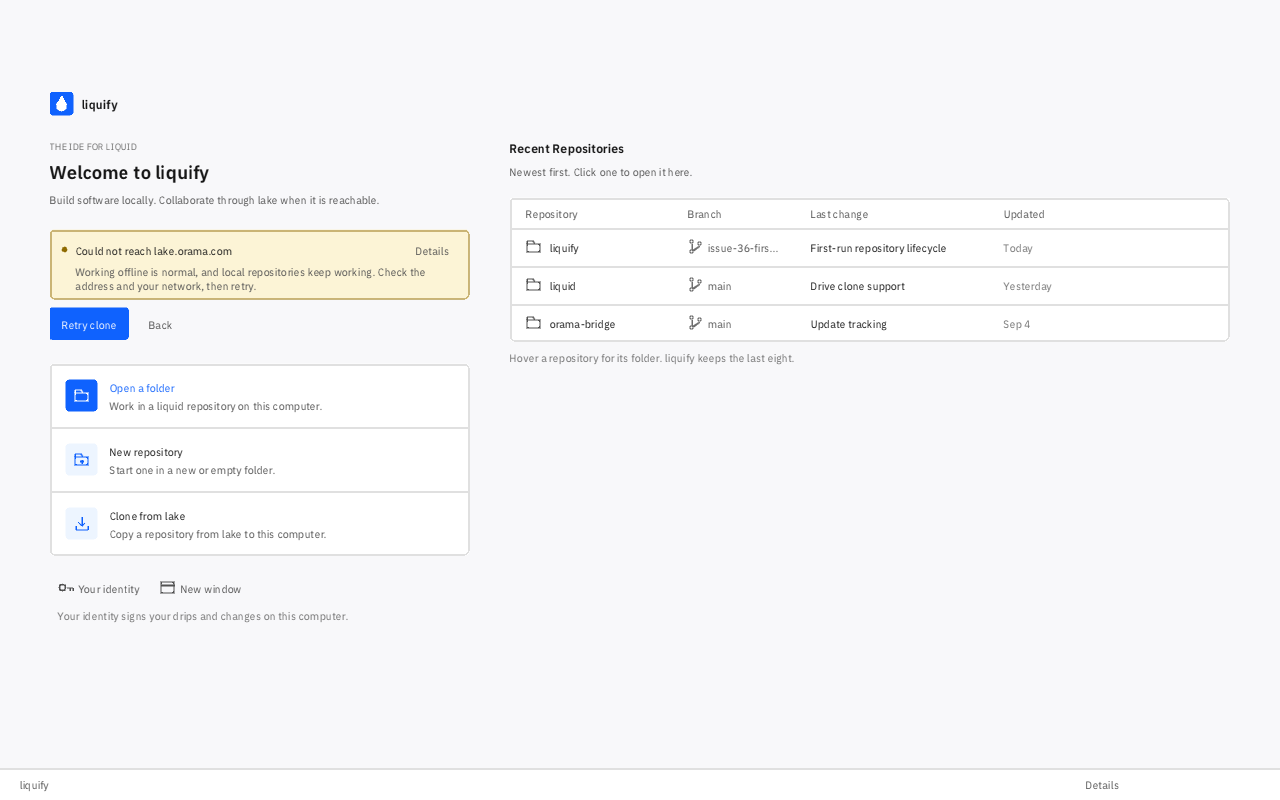 liquify
THE IDE FOR LIQUID
Welcome to liquify
Build software locally. Collaborate through lake when it is reachable.
Could not reach lake.orama.com
Details
Working offline is normal, and local repositories keep working. Check the
address and your network, then retry.
Retry clone
Back
Open a folder
Work in a liquid repository on this computer.
New repository
Start one in a new or empty folder.
Clone from lake
Copy a repository from lake to this computer.
Your identity
New window
Your identity signs your drips and changes on this computer.
Recent Repositories
Newest first. Click one to open it here.
Repository Branch Last change Updated
liquify issue-36-firs... First-run repository lifecycle Today
liquid main Drive clone support Yesterday
orama-bridge main Update tracking Sep 4
Hover a repository for its folder. liquify keeps the last eight.
liquify
Details